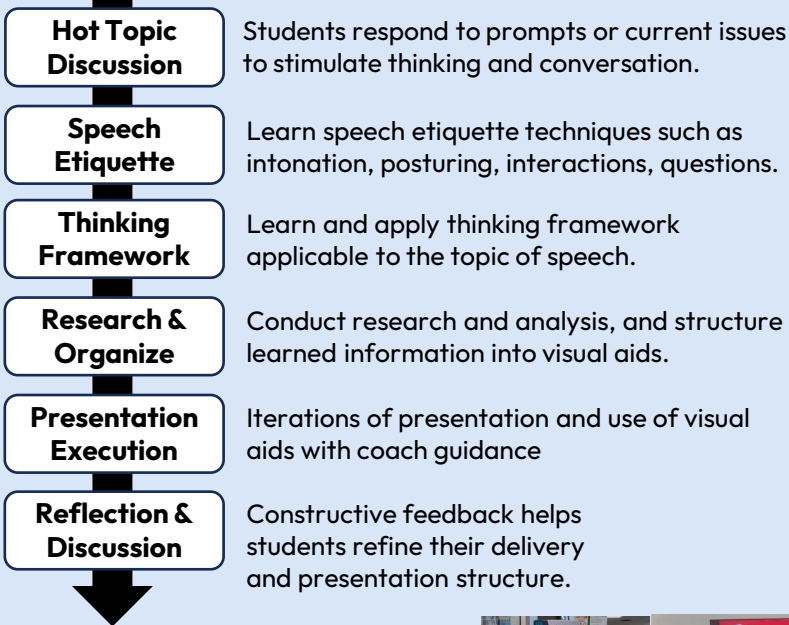 Hot Topic
Discussion
Students respond to prompts or current issues
to stimulate thinking and conversation.
Speech
Etiquette
Learn speech etiquette techniques such as
intonation, posturing, interactions, questions.
Thinking
Framework
Learn and apply thinking framework
applicable to the topic of speech.
Research &
Organize
Conduct research and analysis, and structure
learned information into visual aids.
Presentation
Execution
Iterations of presentation and use of visual
aids with coach guidance
Reflection &
Discussion
Constructive feedback helps
students refine their delivery
and presentation structure.